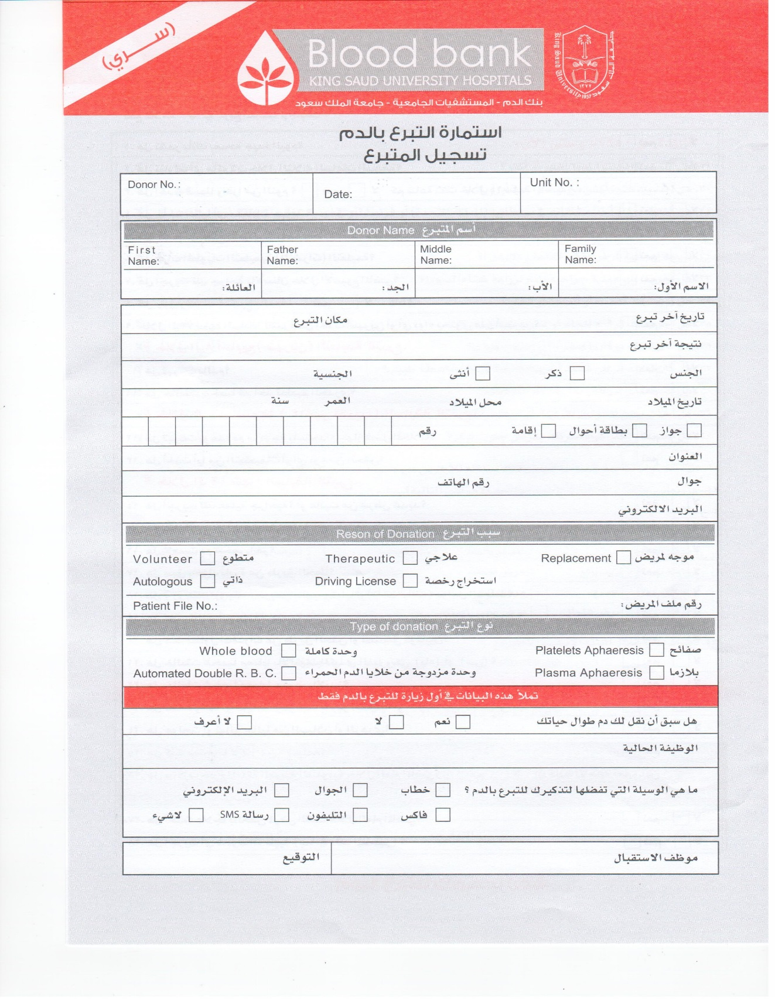 (سري)
Blood bank
KING SAUD UNIVERSITY HOSPITALS
بنك الدم - المستشفيات الجامعية - جامعة الملك سعود
King Saud University 1957
جامعة الملك سعود
١٣٧٧
استمارة التبرع بالدم
تسجيل المتبرع
Donor No.: Date: Unit No. :
Donor Name أسم المتبرع
First Name: Father Name: Middle Name: Family Name:
الاسم الأول: الأب: الجد: العائلة:
تاريخ آخر تبرع مكان التبرع
نتيجة آخر تبرع
الجنس ذكر أنثى الجنسية
تاريخ الميلاد محل الميلاد العمر سنة
جواز بطاقة أحوال إقامة رقم
العنوان
جوال رقم الهاتف
البريد الالكتروني
Reson of Donation سبب التبرع
Volunteer متطوع Therapeutic علاجي Replacement موجه لمريض
Autologous ذاتي Driving License استخراج رخصة
Patient File No.: رقم ملف المريض:
Type of donation نوع التبرع
Whole blood وحدة كاملة Platelets Aphaeresis صفائح
Automated Double R. B. C. وحدة مزدوجة من خلايا الدم الحمراء Plasma Aphaeresis بلازما
تملأ هذه البيانات في أول زيارة للتبرع بالدم فقط
هل سبق أن نقل لك دم طوال حياتك نعم لا لا أعرف
الوظيفة الحالية
ما هي الوسيلة التي تفضلها لتذكيرك للتبرع بالدم ؟ خطاب الجوال البريد الإلكتروني
فاكس التليفون رسالة SMS لاشيء
موظف الاستقبال التوقيع